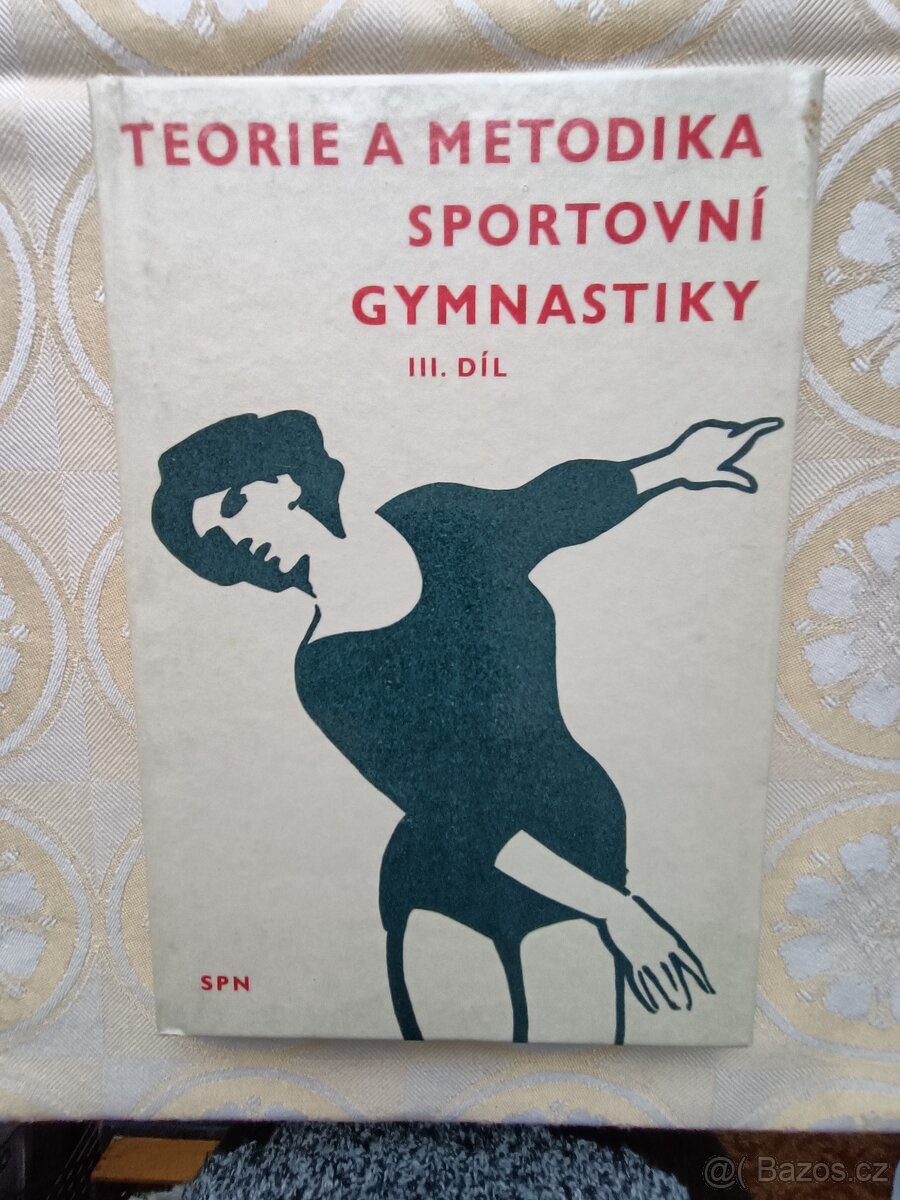 TEORIE A METODIKA
SPORTOVNÍ
GYMNASTIKY
III. DÍL
SPN
@( Bazos.cz